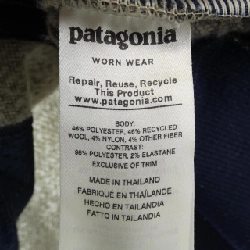 patagonia
WORN WEAR
Repair, Reuse, Recycle
This Product
www.patagonia.com
BODY:
46% POLYESTER, 46% RECYCLED
WOOL, 4% NYLON, 4% OTHER FIBER
CONTRAST:
98% POLYESTER, 2% ELASTANE
EXCLUSIVE OF TRIM
MADE IN THAILAND
FABRIQUÉ EN THAÏLANDE
HECHO EN TAILANDIA
FATTO IN TAILANDIA